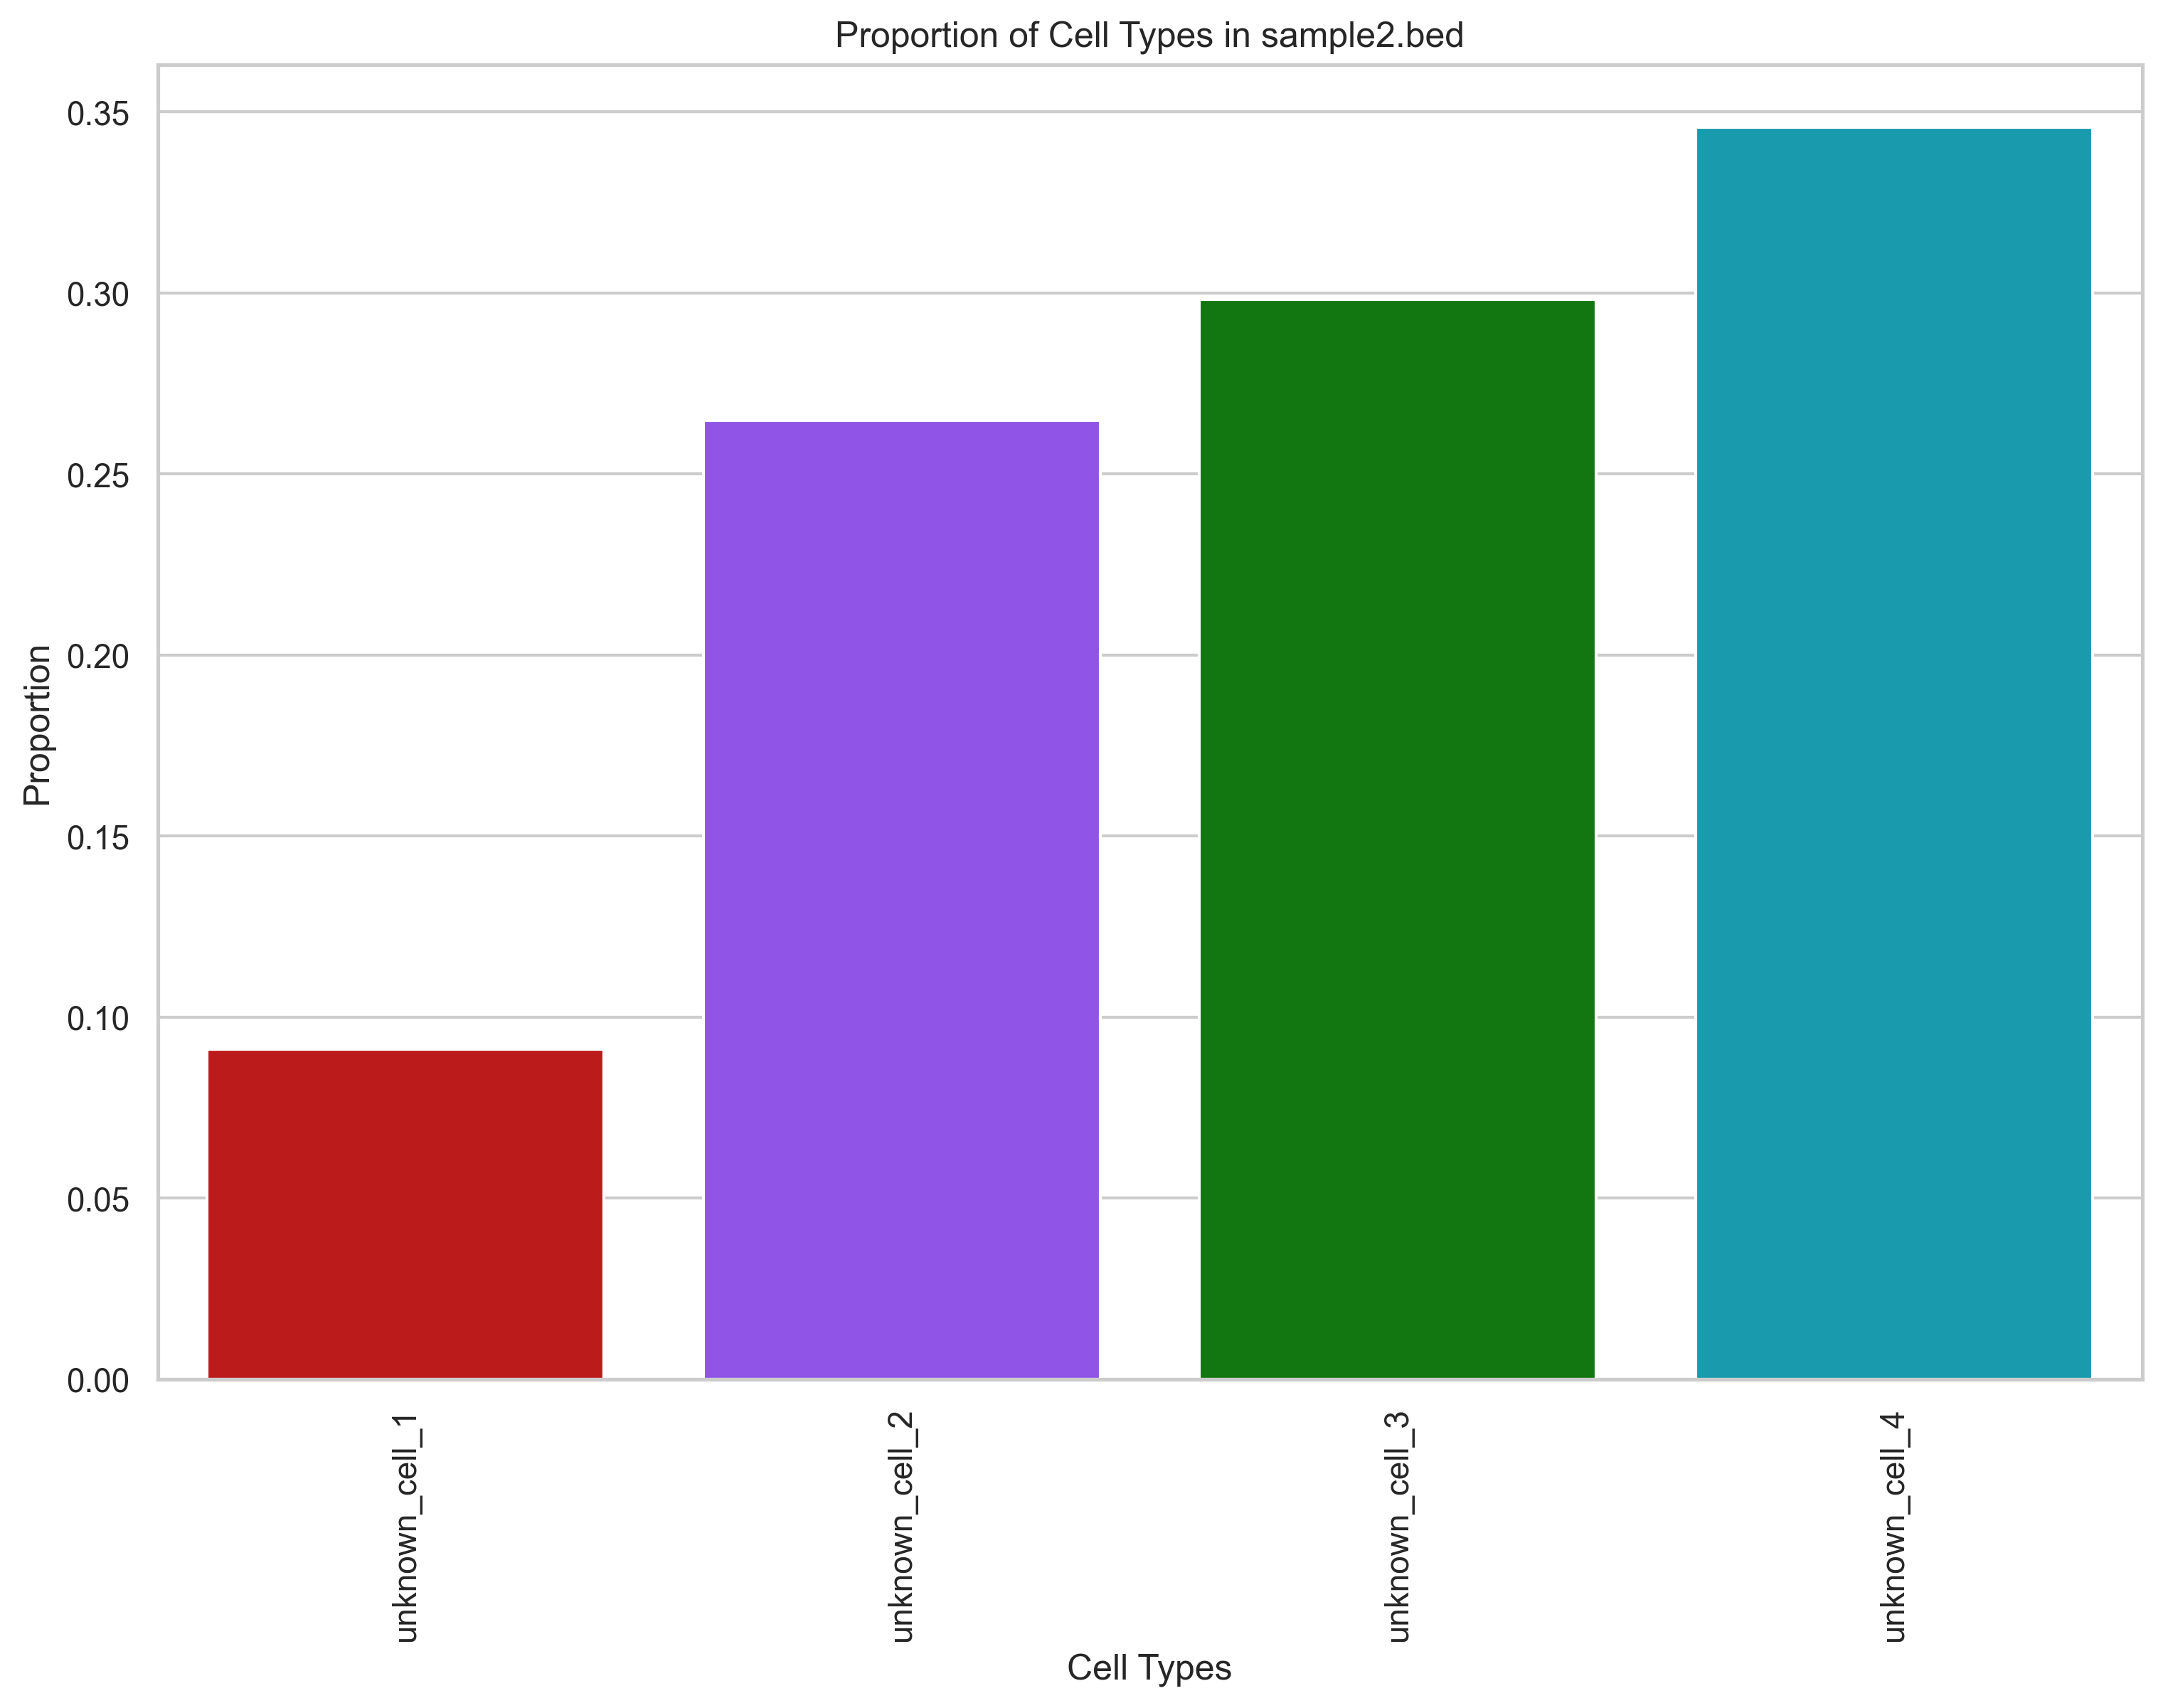 Proportion of Cell Types in sample2.bed
Proportion
0.35
0.30
0.25
0.20
0.15
0.10
0.05
0.00
unknown_cell_1
unknown_cell_2
unknown_cell_3
unknown_cell_4
Cell Types